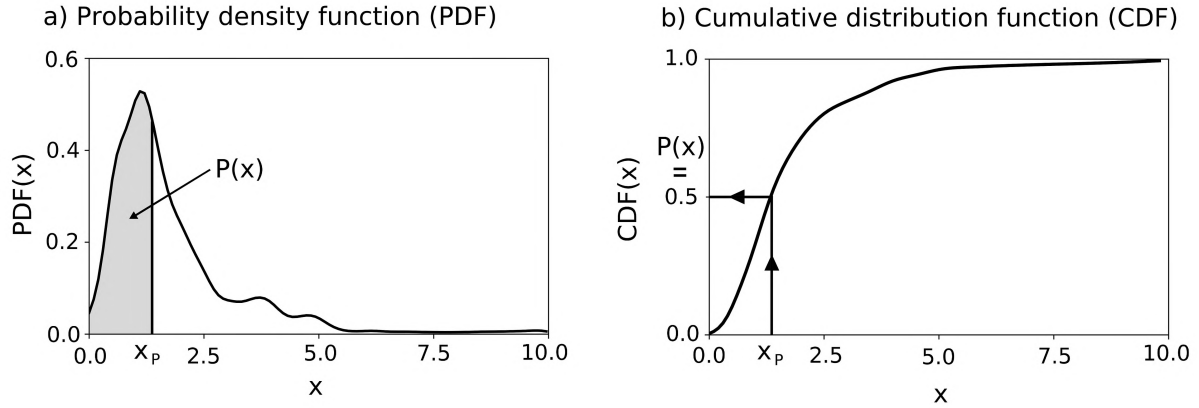 a) Probability density function (PDF)
0.6
0.4
0.2
0.0
PDF(x)
P(x)
0.0 xP 2.5 5.0 7.5 10.0
x
b) Cumulative distribution function (CDF)
1.0
P(x)
=
0.5
0.0
CDF(x)
0.0 xP 2.5 5.0 7.5 10.0
x